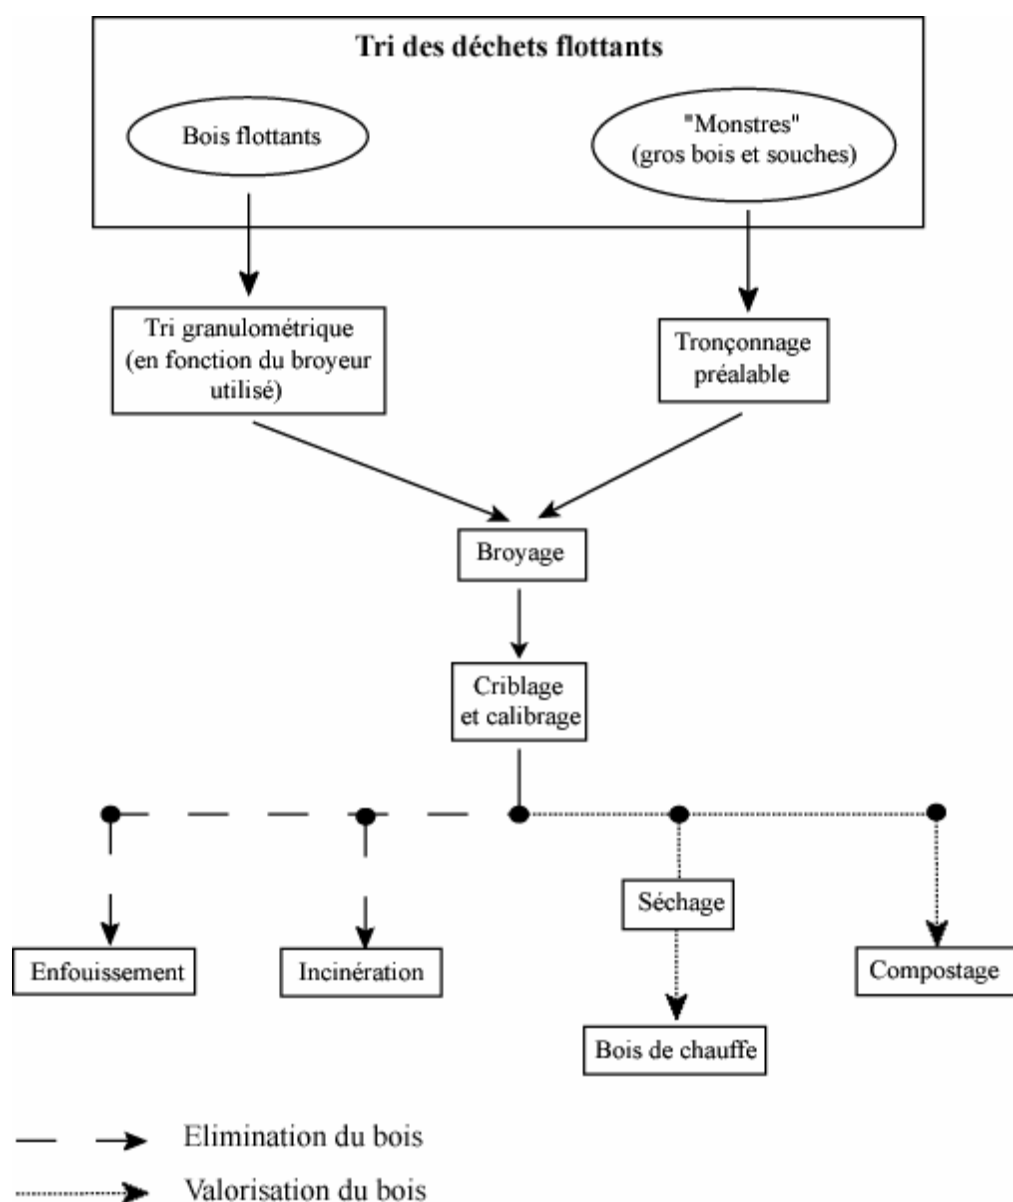 Tri des déchets flottants
Bois flottants
"Monstres"
(gros bois et souches)
Tri granulométrique
(en fonction du broyeur
utilisé)
Tronçonnage
préalable
Broyage
Criblage
et calibrage
Séchage
Enfouissement
Incinération
Compostage
Bois de chauffe
Elimination du bois
Valorisation du bois